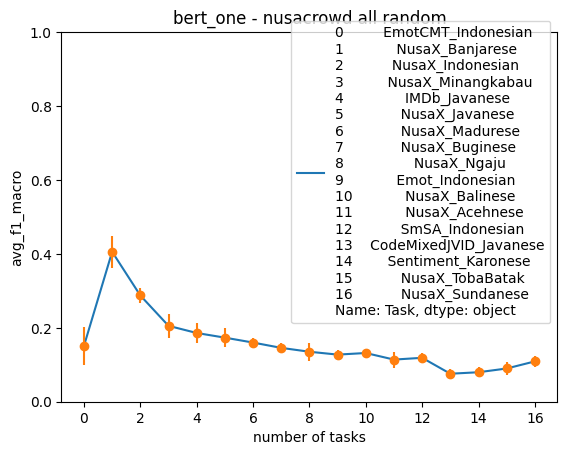 bert_one - nusacrowd all random
0 EmotCMT_Indonesian
1 NusaX_Banjarese
2 NusaX_Indonesian
3 NusaX_Minangkabau
4 IMDb_Javanese
5 NusaX_Javanese
6 NusaX_Madurese
7 NusaX_Buginese
8 NusaX_Ngaju
9 Emot_Indonesian
10 NusaX_Balinese
11 NusaX_Acehnese
12 SmSA_Indonesian
13 CodeMixedJVID_Javanese
14 Sentiment_Karonese
15 NusaX_TobaBatak
16 NusaX_Sundanese
Name: Task, dtype: object
avg_f1_macro
1.0
0.8
0.6
0.4
0.2
0.0
0 2 4 6 8 10 12 14 16
number of tasks